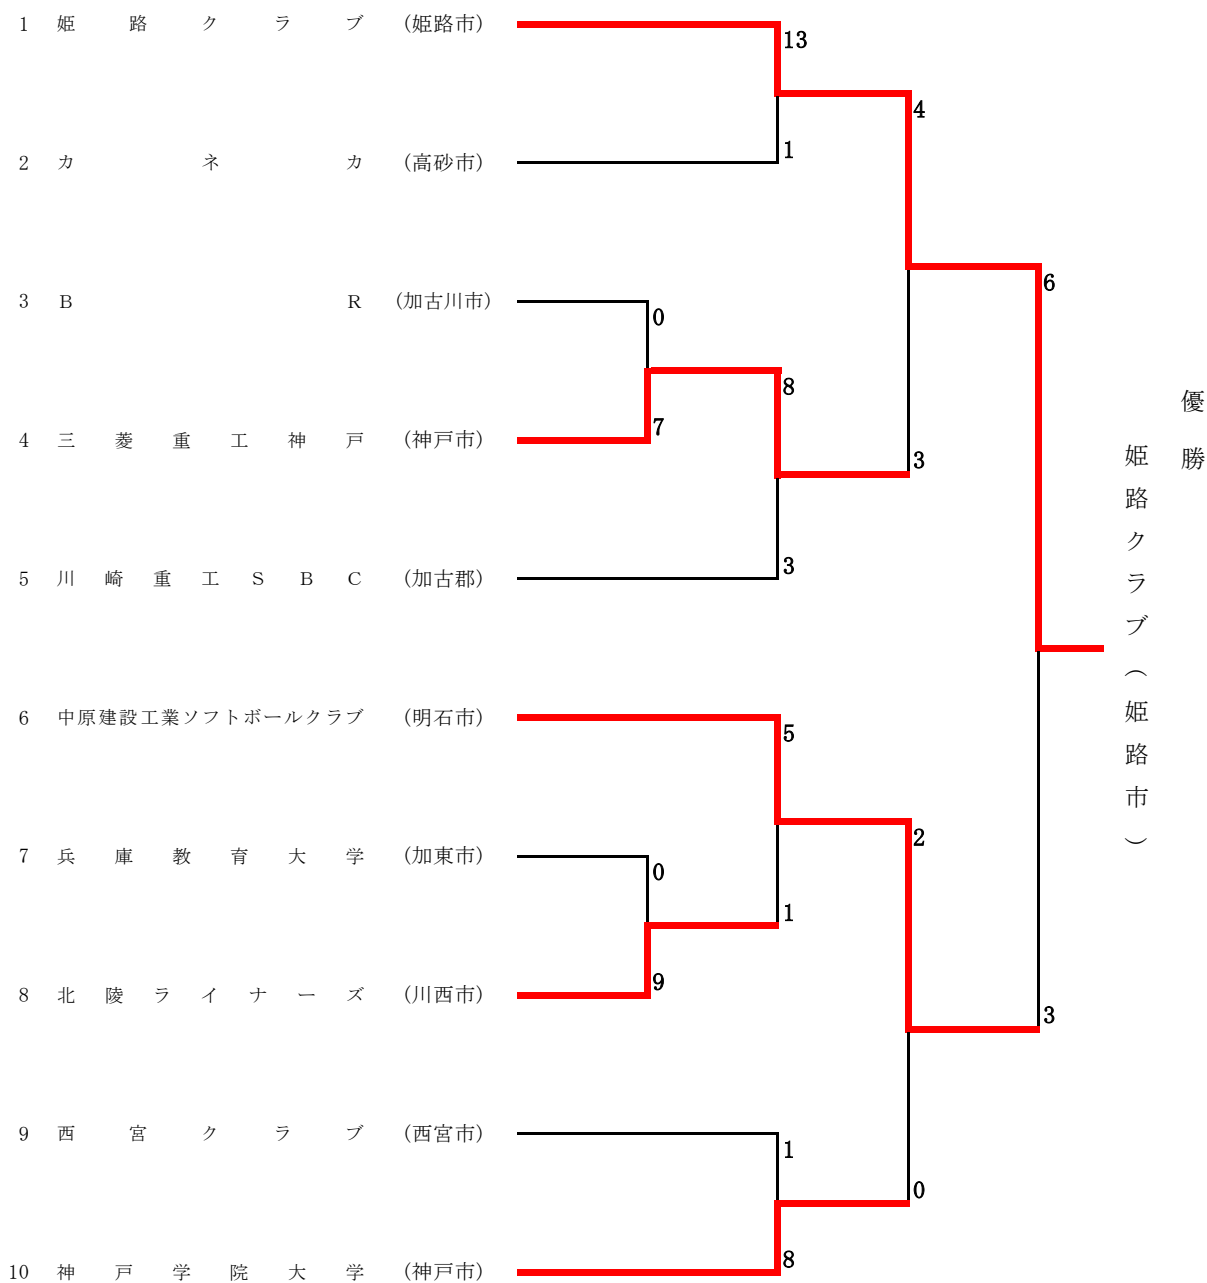 1 姫路クラブ (姫路市)
13
4
1
2 カネカ (高砂市)
6
3 BR (加古川市)
0
8
7
4 三菱重工神戸 (神戸市)
3
3
5 川崎重工SBC (加古郡)
優勝
姫路クラブ(姫路市)
6 中原建設工業ソフトボールクラブ (明石市)
5
2
7 兵庫教育大学 (加東市)
0
1
9
8 北陵ライナーズ (川西市)
3
9 西宮クラブ (西宮市)
1
0
8
10 神戸学院大学 (神戸市)